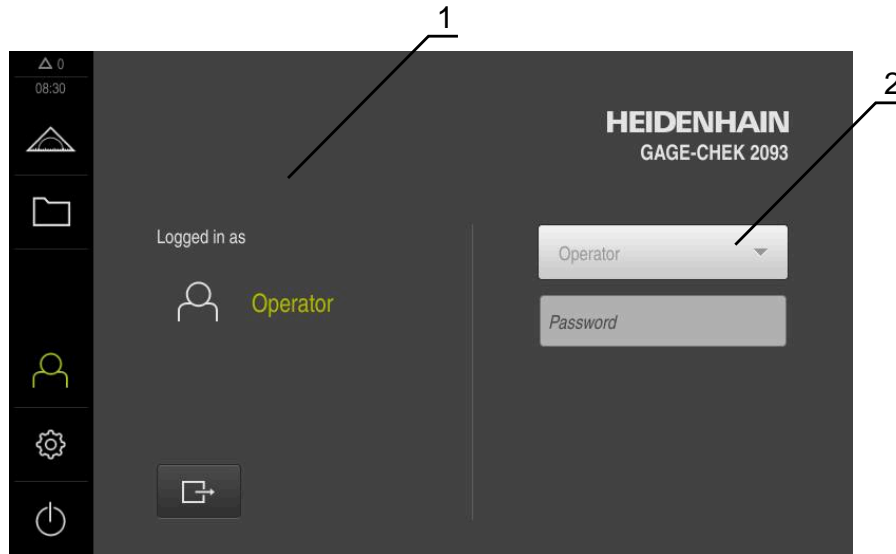 1
2
0
08:30
HEIDENHAIN
GAGE-CHEK 2093
Logged in as
Operator
Operator
Password